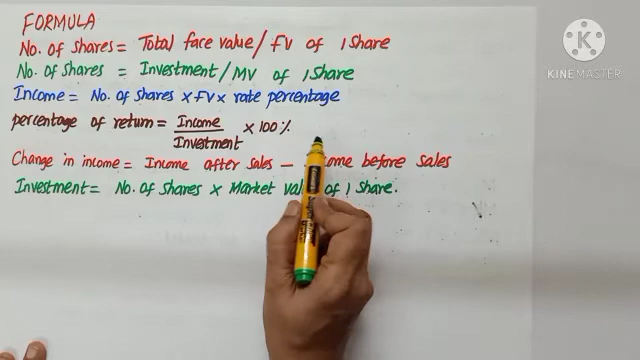 FORMULA
No. of shares = Total face value / FV of 1 share
No. of shares = Investment / MV of 1 share
Income = No. of shares × FV × rate percentage
percentage of return = Income / Investment × 100%
Change in income = Income after sales - before sales
Investment = No. of shares × Market of 1 share.
KINEMASTER